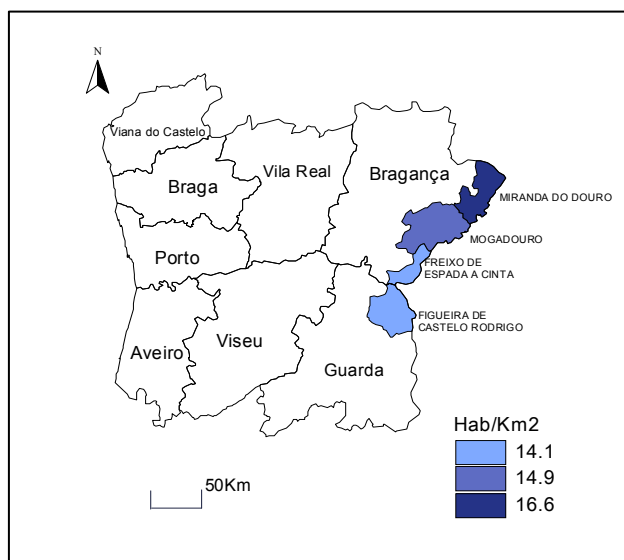 N
Viana do Castelo
Braga
Vila Real
Bragança
MIRANDA DO DOURO
MOGADOURO
Porto
FREIXO DE
ESPADA A CINTA
FIGUEIRA DE
CASTELO RODRIGO
Aveiro
Viseu
Guarda
Hab/Km2
14.1
14.9
16.6
50Km